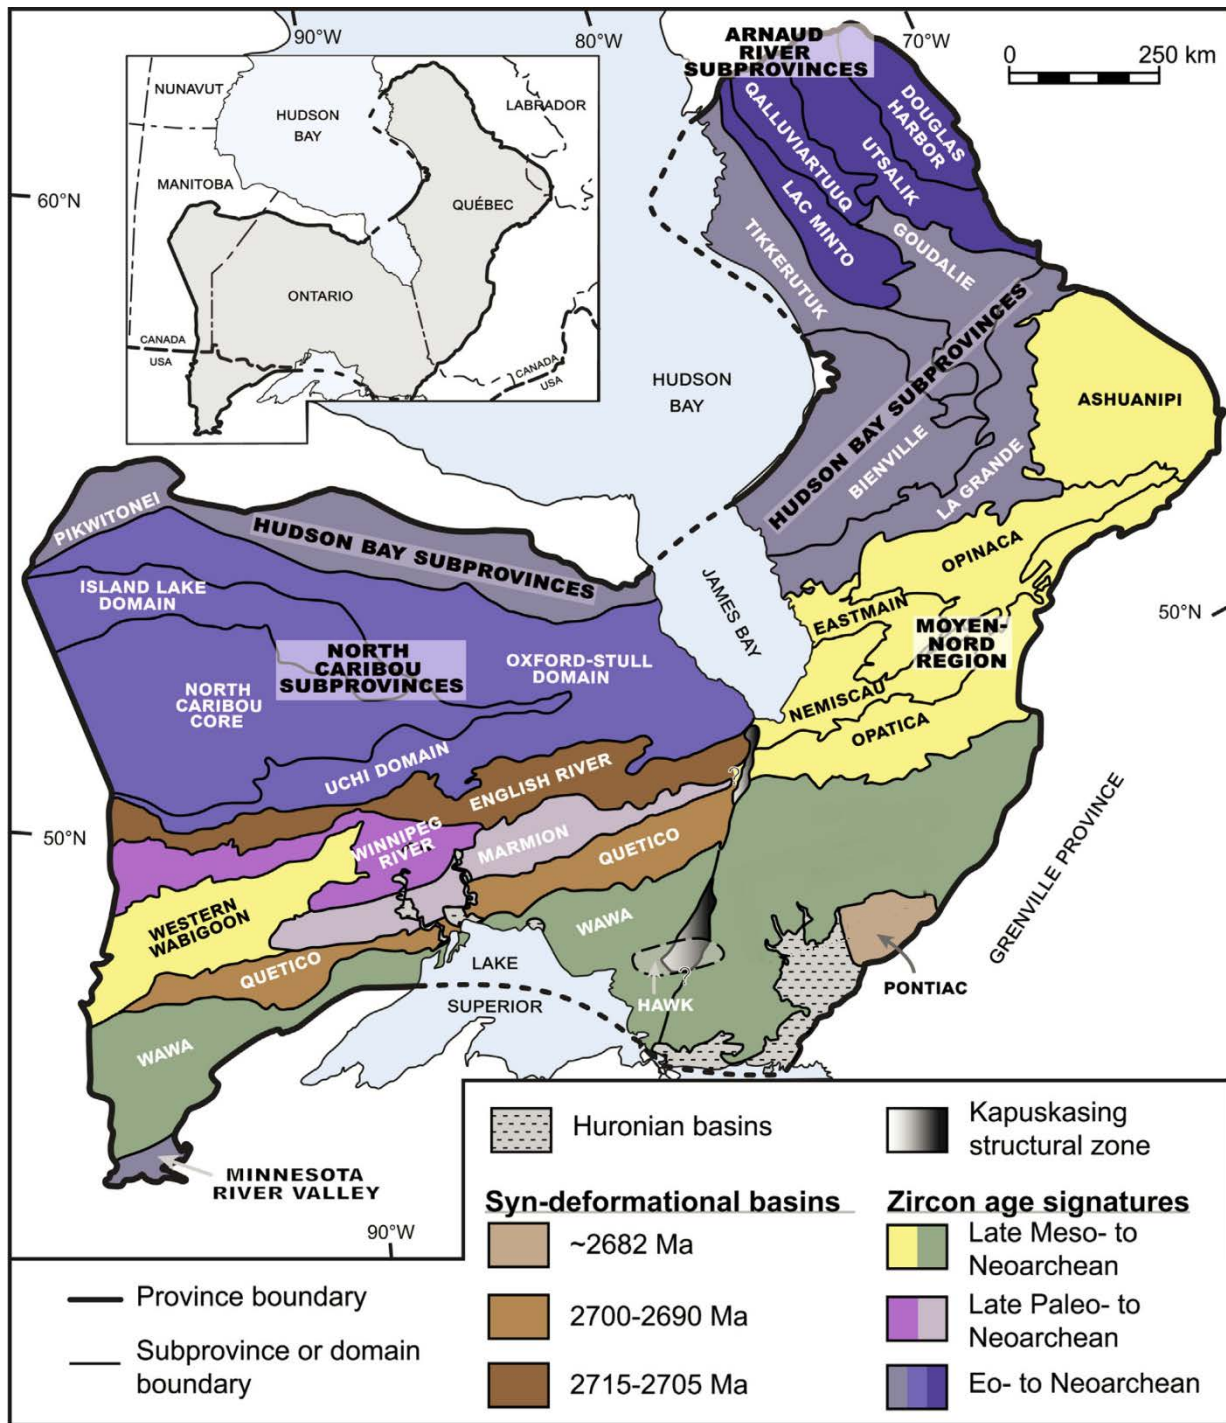 90°W
80°W
70°W
0
250 km
60°N
50°N
50°N
90°W
NUNAVUT
HUDSON
BAY
LABRADOR
MANITOBA
QUÉBEC
ONTARIO
CANADA
USA
CANADA
USA
ARNAUD
RIVER
SUBPROVINCES
DOUGLAS
HARBOR
QALLUVIARTUUQ
UTSALIK
LAC MINTO
GOUDALIE
TIKKERUTUK
HUDSON BAY SUBPROVINCES
HUDSON
BAY
ASHUANIPI
BIENVILLE
LA GRANDE
PIKWITONEI
HUDSON BAY SUBPROVINCES
OPINACA
JAMES BAY
EASTMAIN
MOYEN-
NORD
REGION
ISLAND LAKE
DOMAIN
NORTH
CARIBOU
SUBPROVINCES
OXFORD-STULL
DOMAIN
NORTH
CARIBOU
CORE
NEMISCAU
OPATICA
UCHI DOMAIN
ENGLISH RIVER
?
WINNIPEG
RIVER
MARMION
QUETICO
GRENVILLE PROVINCE
WESTERN
WABIGOON
WAWA
QUETICO
LAKE
SUPERIOR
?
HAWK
PONTIAC
WAWA
MINNESOTA
RIVER VALLEY
Huronian basins
Kapuskasing
structural zone
Syn-deformational basins
~2682 Ma
2700-2690 Ma
2715-2705 Ma
Zircon age signatures
Late Meso- to
Neoarchean
Late Paleo- to
Neoarchean
Eo- to Neoarchean
Province boundary
Subprovince or domain
boundary